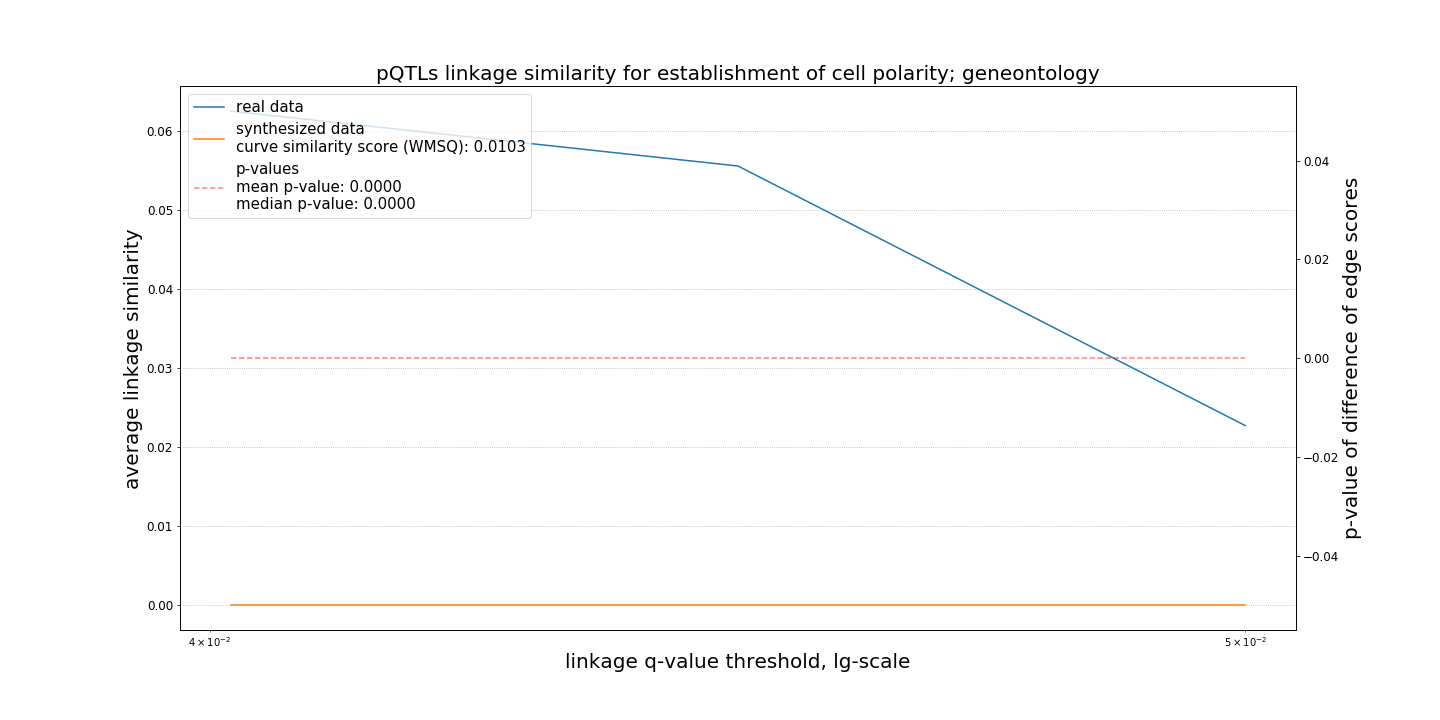 pQTLs linkage similarity for establishment of cell polarity; geneontology
real data
synthesized data
curve similarity score (WMSQ): 0.0103
p-values
mean p-value: 0.0000
median p-value: 0.0000
average linkage similarity
0.06
0.05
0.04
0.03
0.02
0.01
0.00
0.04
0.02
0.00
−0.02
−0.04
p-value of difference of edge scores
4 × 10⁻²
5 × 10⁻²
linkage q-value threshold, lg-scale